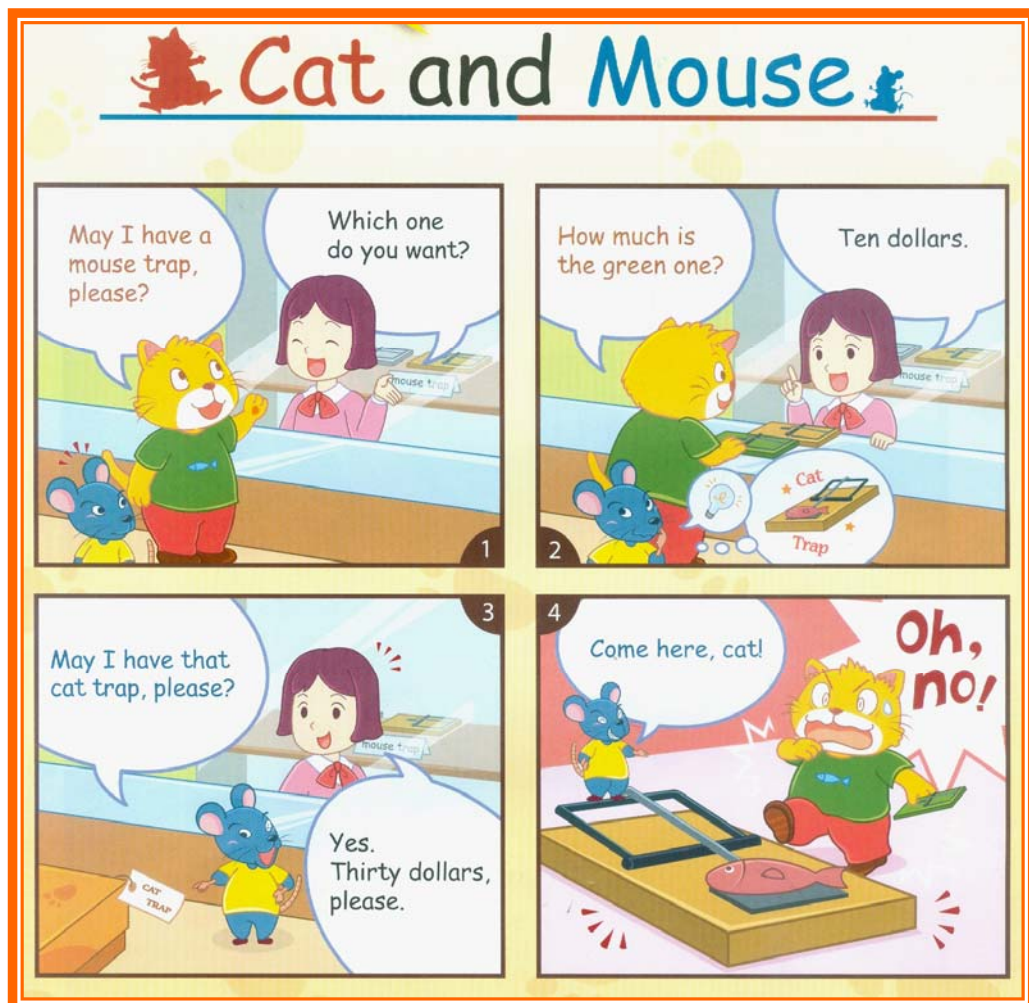 Cat and Mouse
May I have a
mouse trap,
please?
Which one
do you want?
mouse trap
1
How much is
the green one?
Ten dollars.
mouse trap
Cat
Trap
2
May I have that
cat trap, please?
mouse trap
CAT
TRAP
Yes.
Thirty dollars,
please.
3
4
Come here, cat!
Oh,
no!